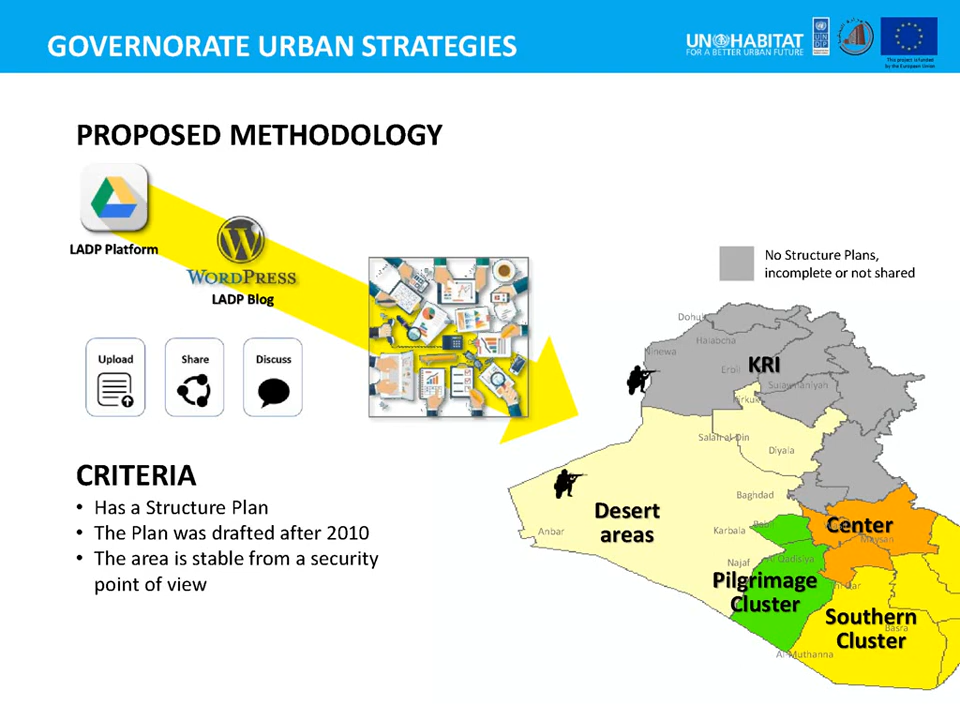 GOVERNORATE URBAN STRATEGIES
UN HABITAT
FOR A BETTER URBAN FUTURE
UN
DP
This project is funded
by the European Union
PROPOSED METHODOLOGY
LADP Platform
WORDPRESS
LADP Blog
Upload
Share
Discuss
No Structure Plans,
incomplete or not shared
Dohuk
Halabcha
Ninewa
Erbil
KRI
Sulaymaniyah
Kirkuk
Salah al Din
Diyala
Baghdad
Anbar
Desert
areas
Karbala
Babil
Center
Maysan
Najaf
Al Qadisiya
Pilgrimage
Cluster
Southern
Cluster
Basra
Al-Muthanna
CRITERIA
• Has a Structure Plan
• The Plan was drafted after 2010
• The area is stable from a security
point of view